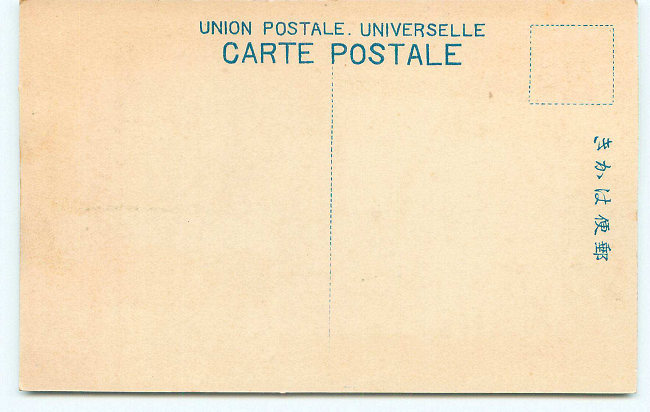 UNION POSTALE. UNIVERSELLE
CARTE POSTALE
郵便はかき